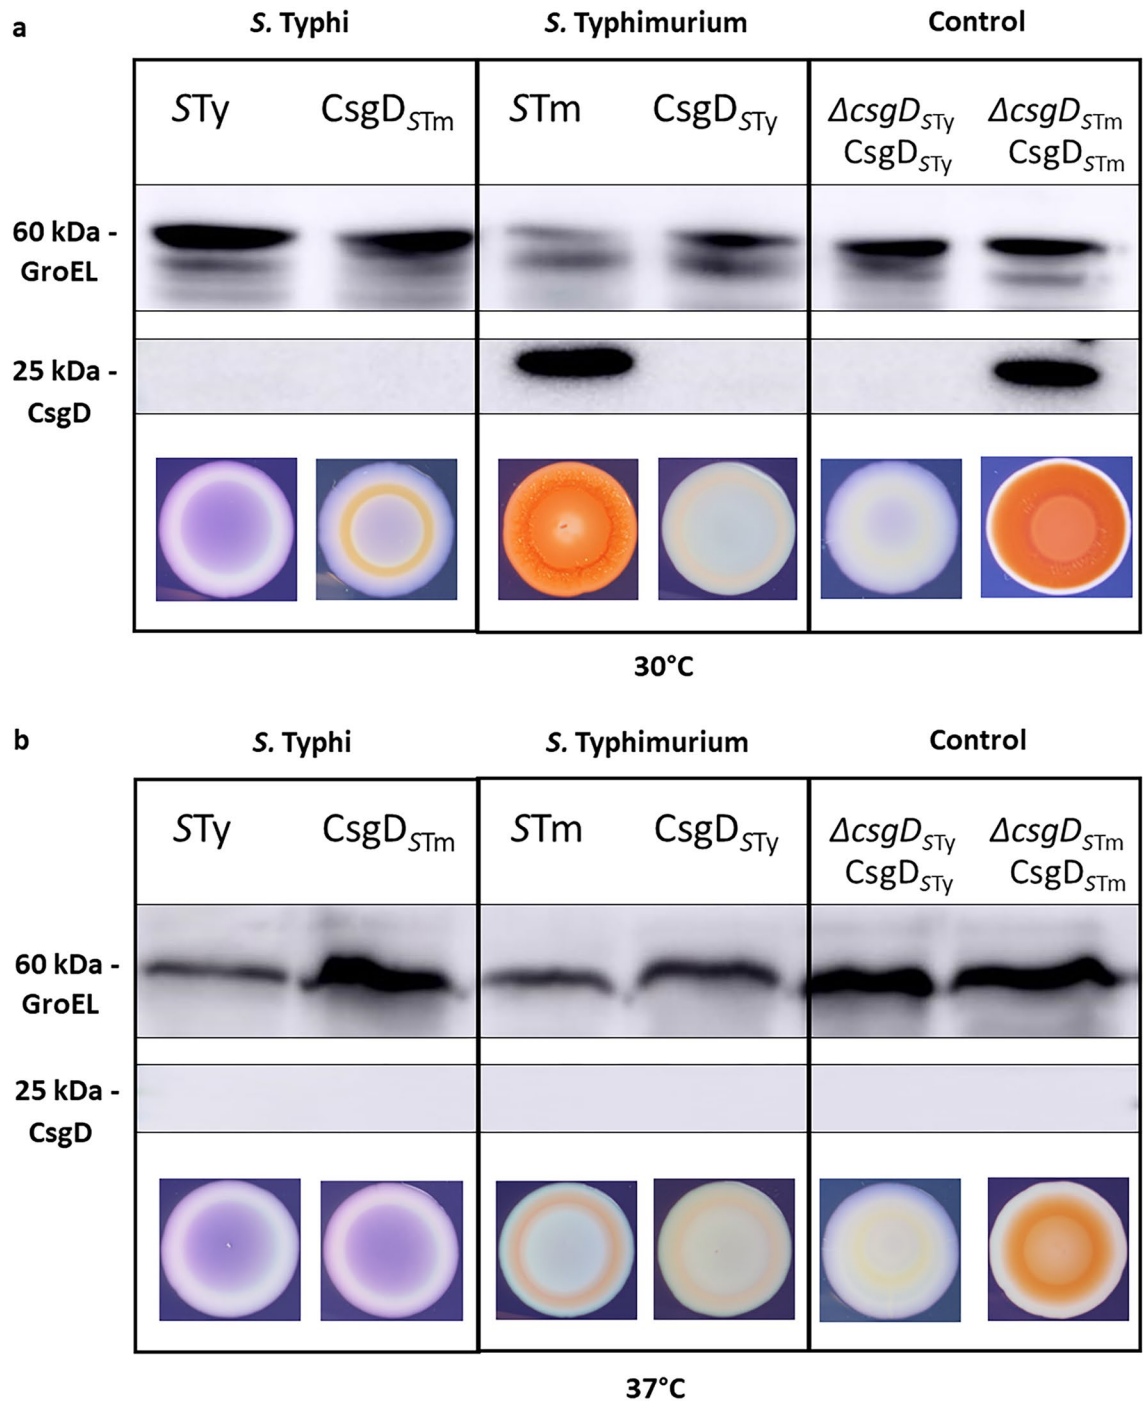 a
S. Typhi S. Typhimurium Control
STy CsgDSTm STm CsgDSTy ΔcsgDSTy ΔcsgDSTm
CsgDSTy CsgDSTm
60 kDa -
GroEL
25 kDa -
CsgD
30°C
b
S. Typhi S. Typhimurium Control
STy CsgDSTm STm CsgDSTy ΔcsgDSTy ΔcsgDSTm
CsgDSTy CsgDSTm
60 kDa -
GroEL
25 kDa -
CsgD
37°C